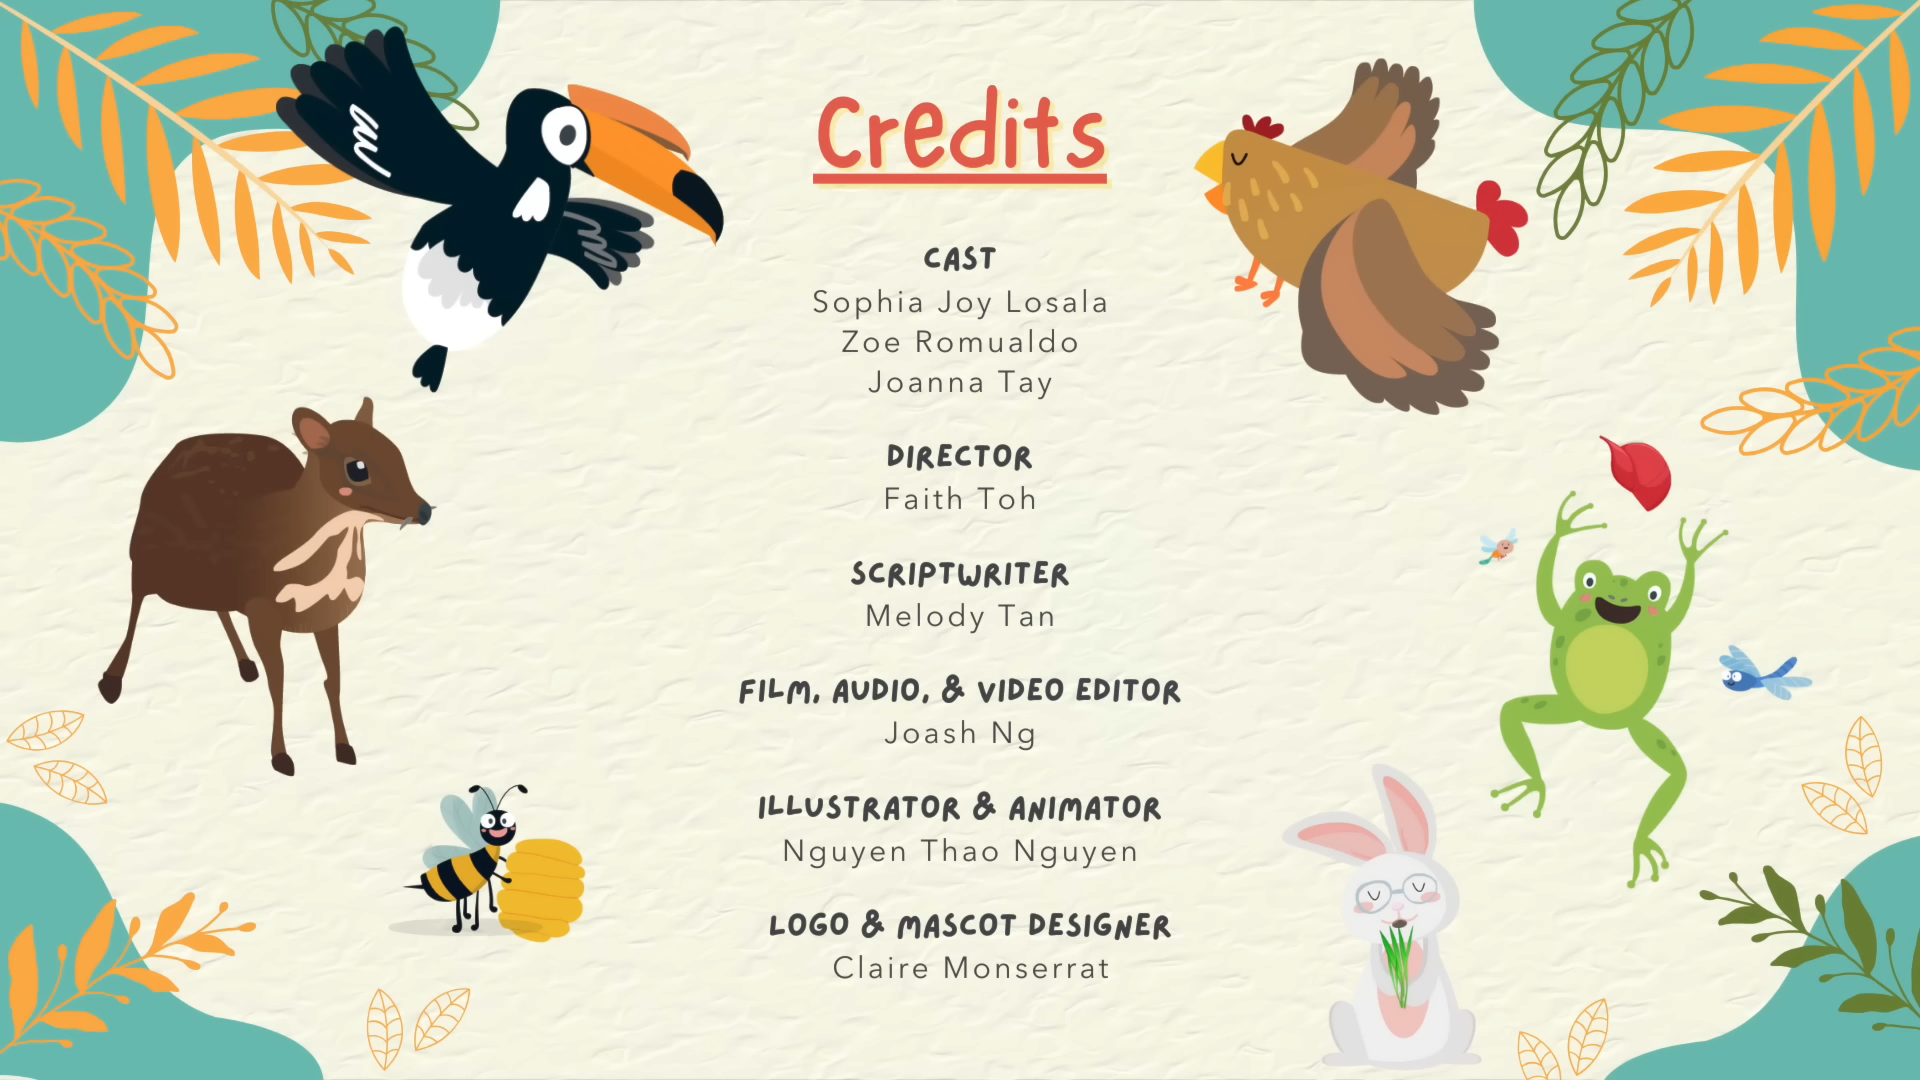 Credits
CAST
Sophia Joy Losala
Zoe Romualdo
Joanna Tay
DIRECTOR
Faith Toh
SCRIPTWRITER
Melody Tan
FILM, AUDIO, & VIDEO EDITOR
Joash Ng
ILLUSTRATOR & ANIMATOR
Nguyen Thao Nguyen
LOGO & MASCOT DESIGNER
Claire Monserrat